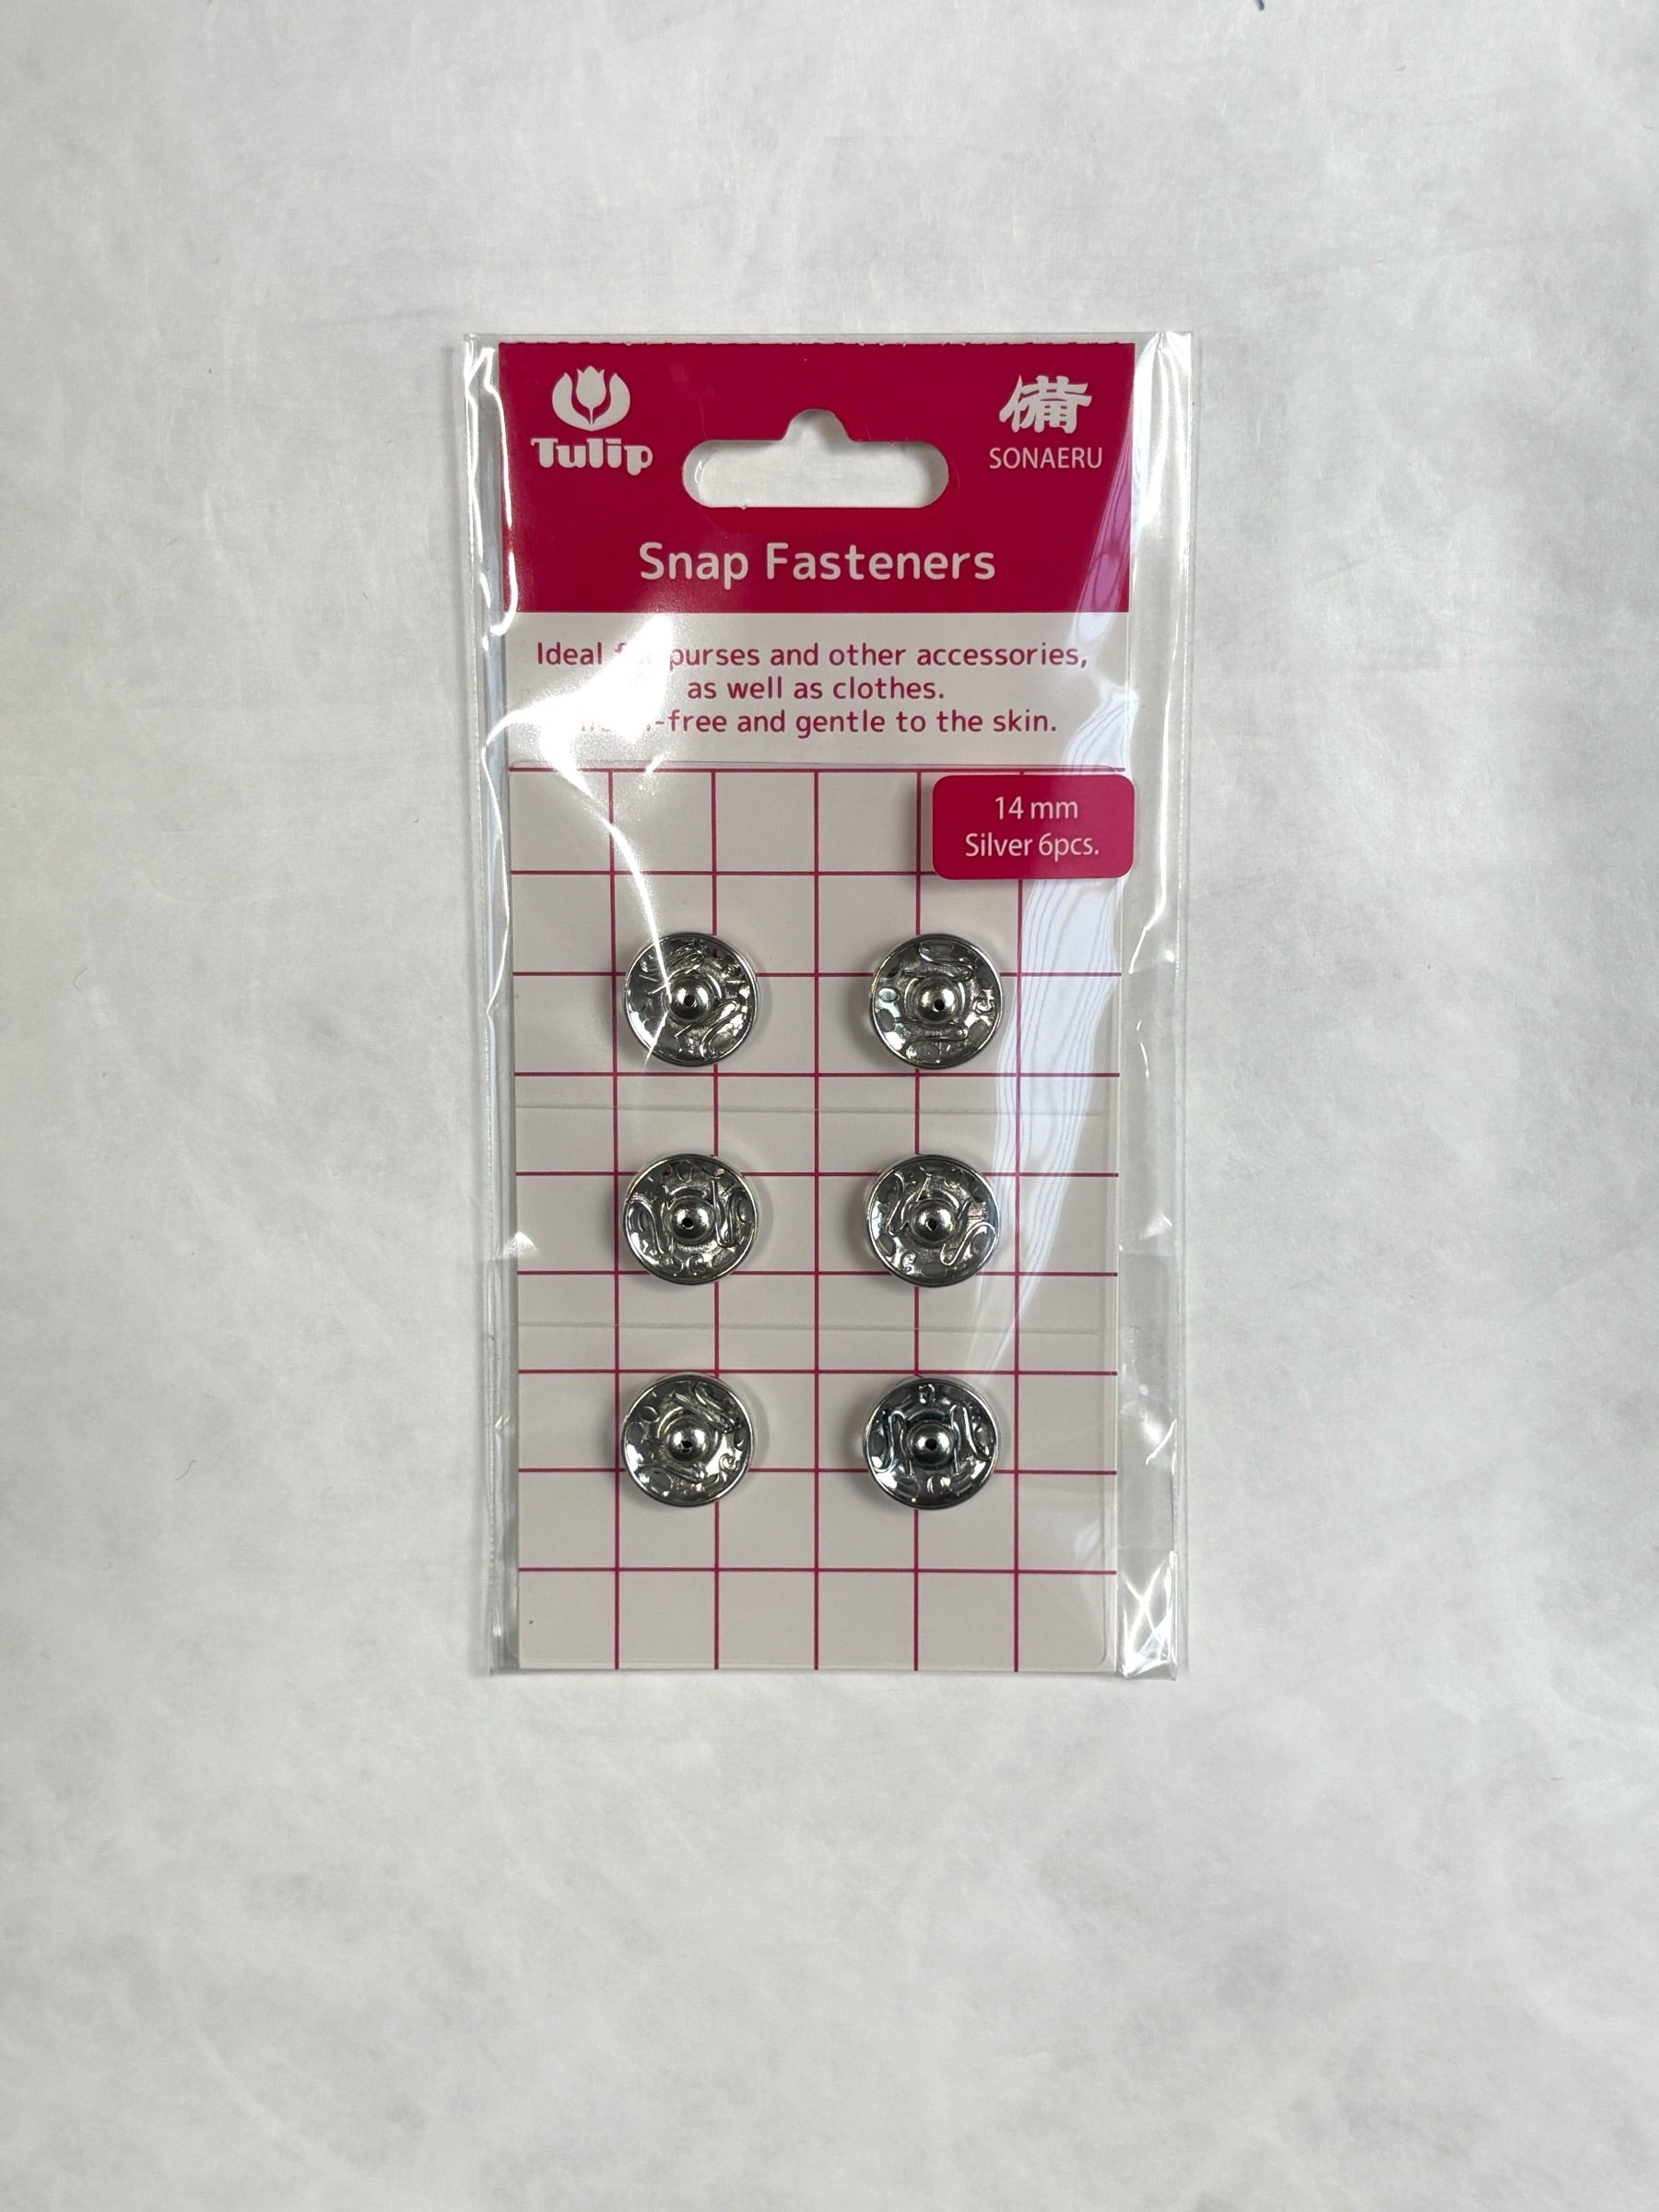 Tulip
備
SONAERU
Snap Fasteners
Ideal purses and other accessories,
as well as clothes.
-free and gentle to the skin.
14 mm
Silver 6pcs.